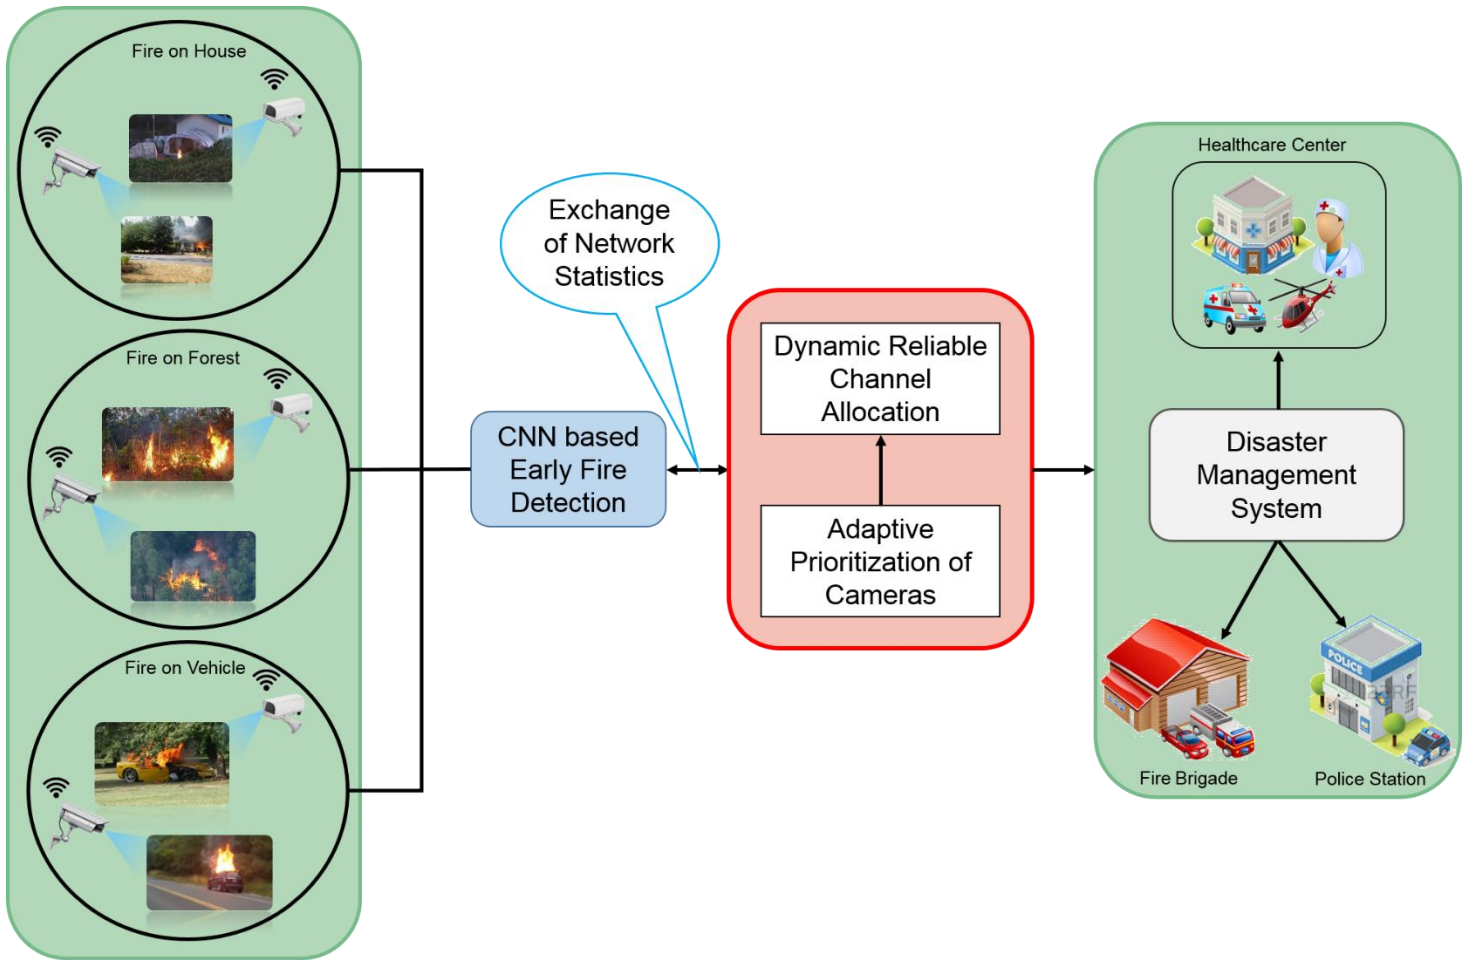 Fire on House
Fire on Forest
Fire on Vehicle
Exchange
of Network
Statistics
CNN based
Early Fire
Detection
Dynamic Reliable
Channel
Allocation
Adaptive
Prioritization of
Cameras
Healthcare Center
Disaster
Management
System
POLICE
Fire Brigade
Police Station